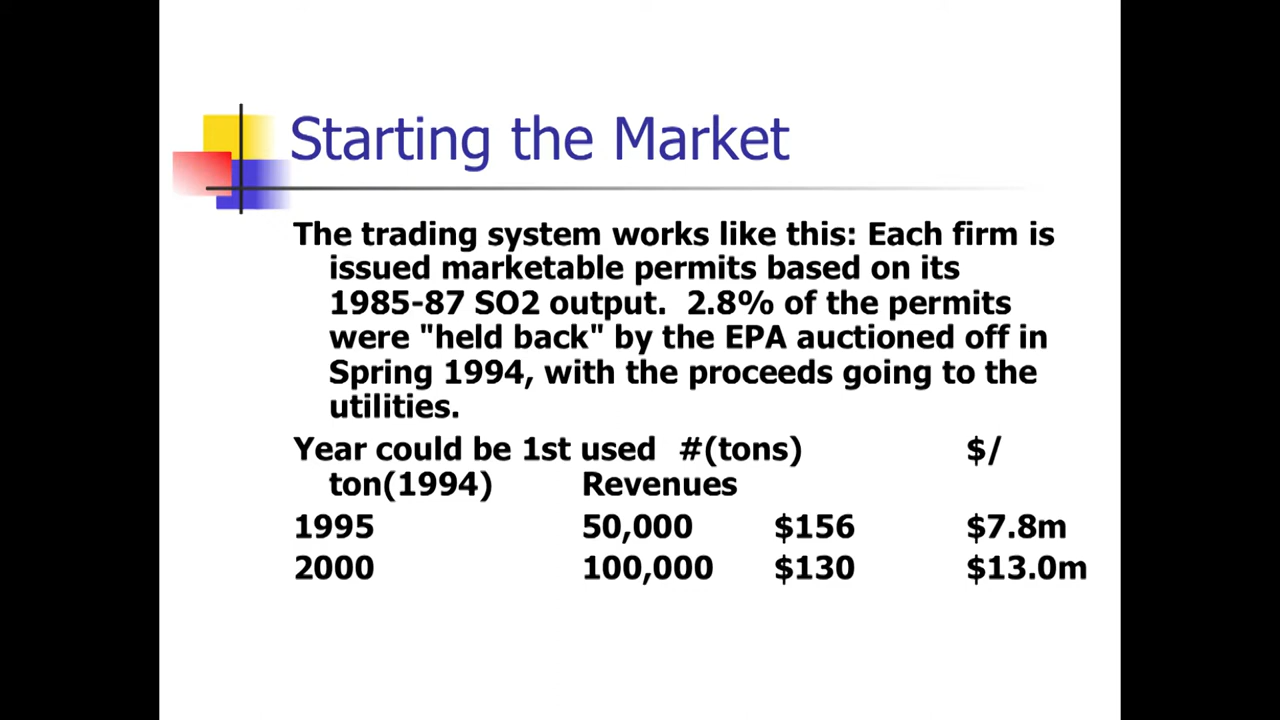 Starting the Market
The trading system works like this: Each firm is
issued marketable permits based on its
1985-87 SO2 output.  2.8% of the permits
were "held back" by the EPA auctioned off in
Spring 1994, with the proceeds going to the
utilities.
Year could be 1st used #(tons) $/
ton(1994) Revenues
1995 50,000 $156 $7.8m
2000 100,000 $130 $13.0m